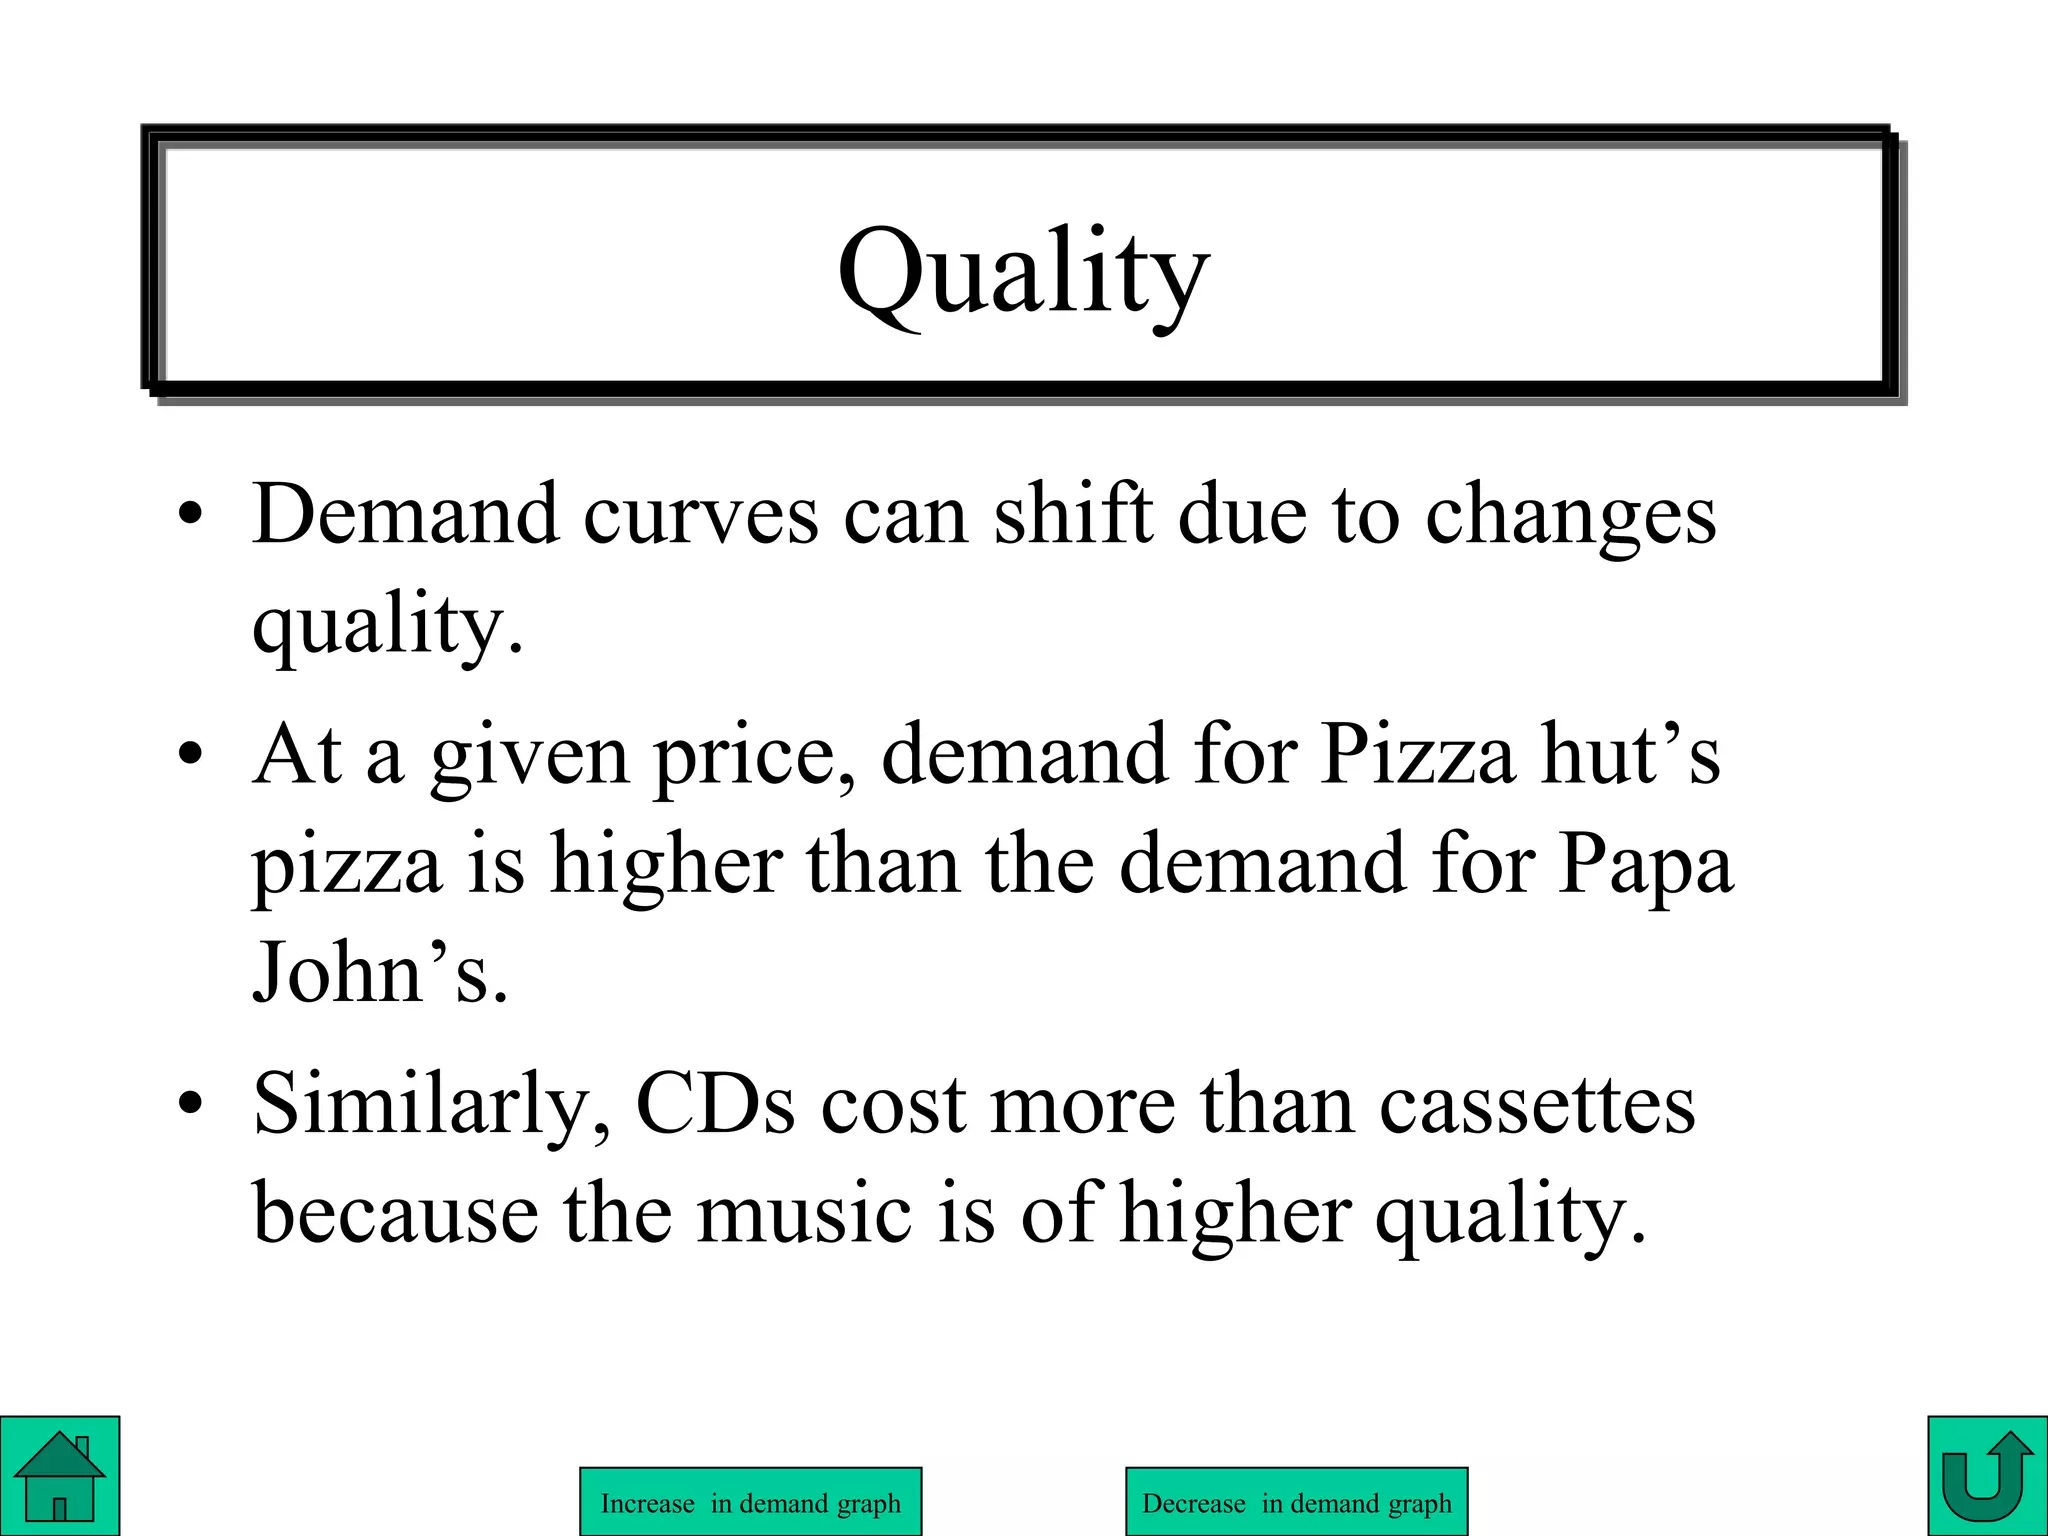 Quality
• Demand curves can shift due to changes
quality.
• At a given price, demand for Pizza hut’s
pizza is higher than the demand for Papa
John’s.
• Similarly, CDs cost more than cassettes
because the music is of higher quality.
Increase  in demand graph
Decrease  in demand graph